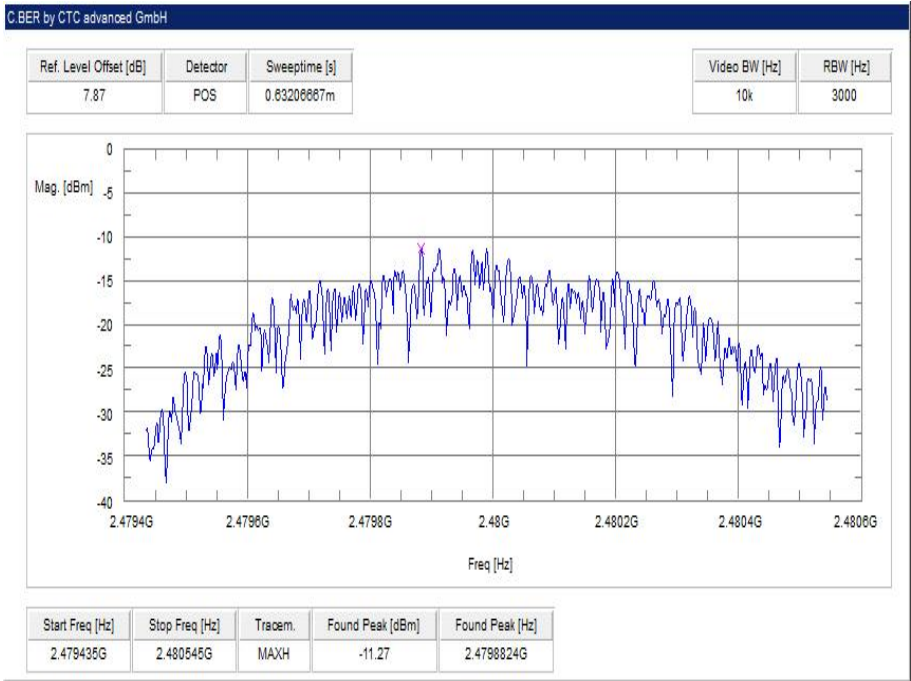 C.BER by CTC advanced GmbH
Ref. Level Offset [dB] Detector Sweeptime [s] Video BW [Hz] RBW [Hz]
7.87 POS 0.63206667m 10k 3000
Mag. [dBm]
0
-5
-10
-15
-20
-25
-30
-35
-40
2.4794G 2.4796G 2.4798G 2.48G 2.4802G 2.4804G 2.4806G
Freq [Hz]
Start Freq [Hz] Stop Freq [Hz] Tracem. Found Peak [dBm] Found Peak [Hz]
2.479435G 2.480545G MAXH -11.27 2.4798824G